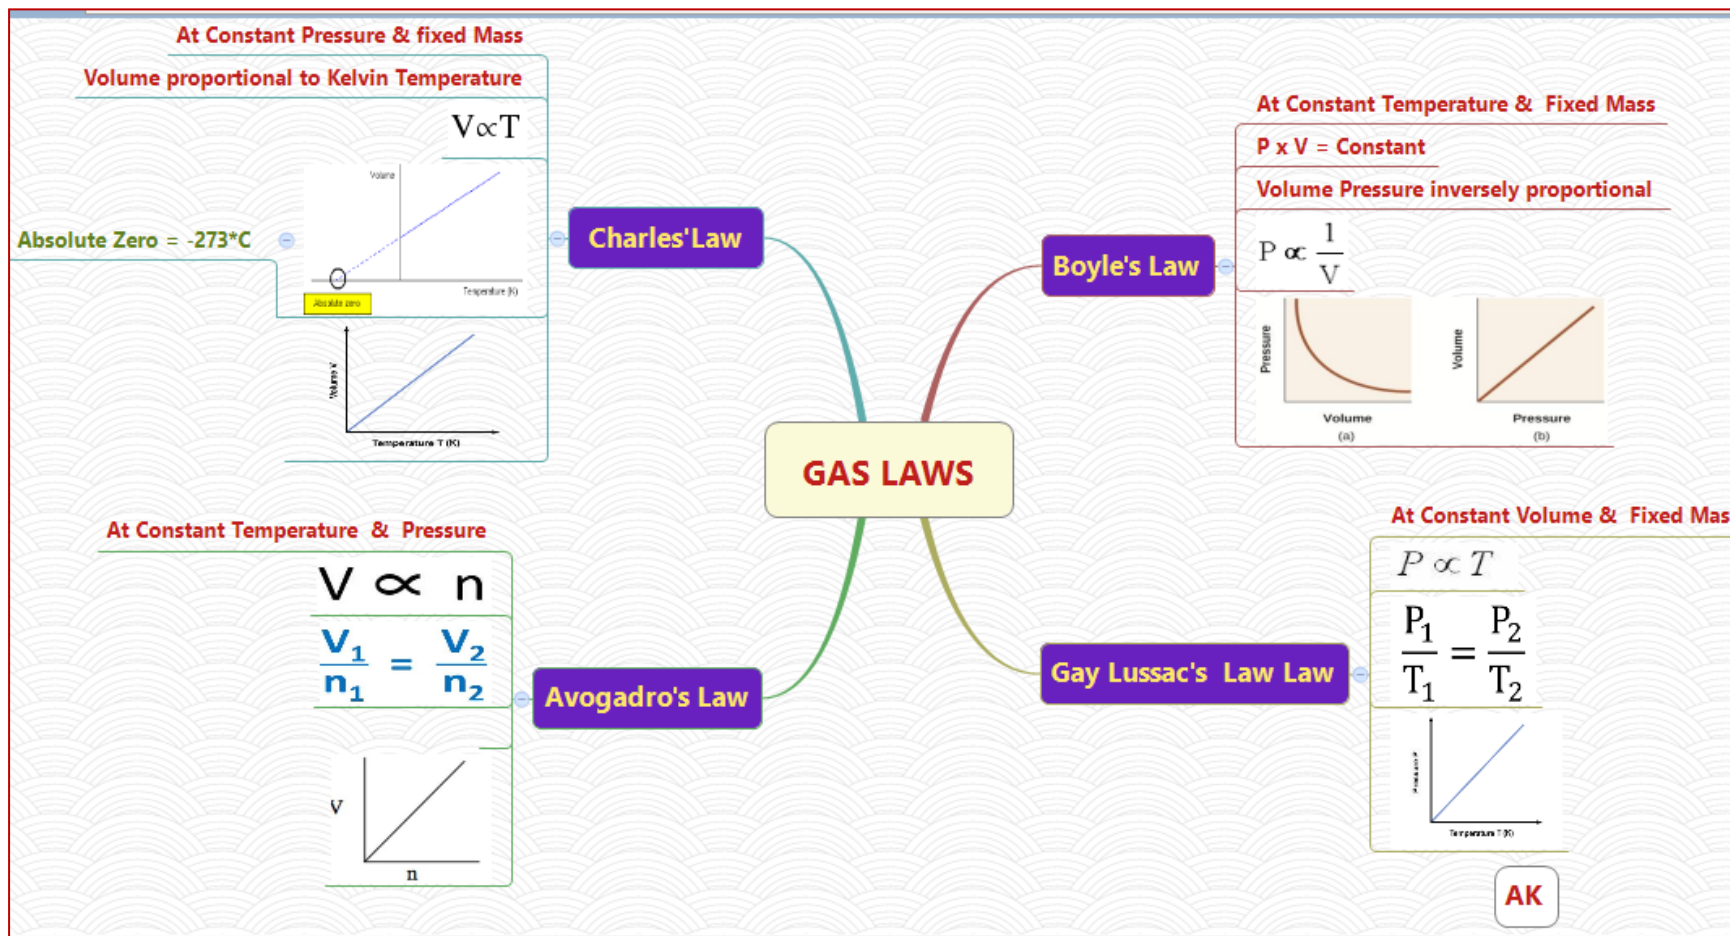 At Constant Pressure & fixed Mass
Volume proportional to Kelvin Temperature
V∝T
Volume
Temperature (K)
Absolute zero
Absolute Zero = -273*C
Volume V
Temperature T (K)
Charles'Law
At Constant Temperature & Fixed Mass
P x V = Constant
Volume Pressure inversely proportional
P ∝ 1/V
Pressure
Volume
(a)
Volume
Pressure
(b)
Boyle's Law
GAS LAWS
At Constant Temperature & Pressure
V ∝ n
V1/n1 = V2/n2
V
n
Avogadro's Law
At Constant Volume & Fixed Mas
P ∝ T
P1/T1 = P2/T2
Temperature T (K)
Gay Lussac's Law Law
AK